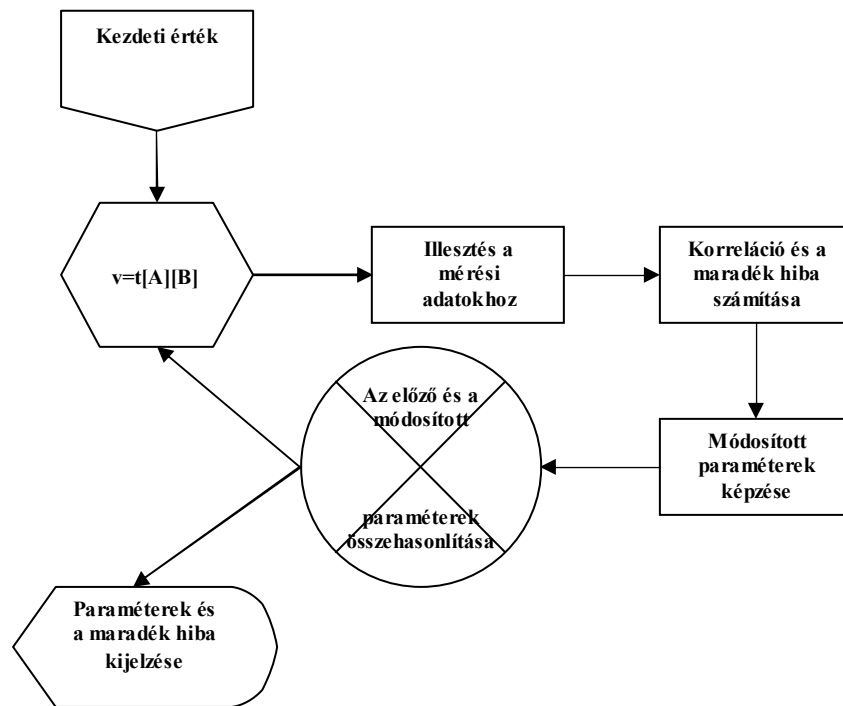 Kezdeti érték
v=t[A][B]
Illesztés a
mérési
adatokhoz
Korreláció és a
maradék hiba
számítása
Módosított
paraméterek
képzése
Az előző és a
módosított
paraméterek
összehasonlítása
Paraméterek és
a maradék hiba
kijelzése